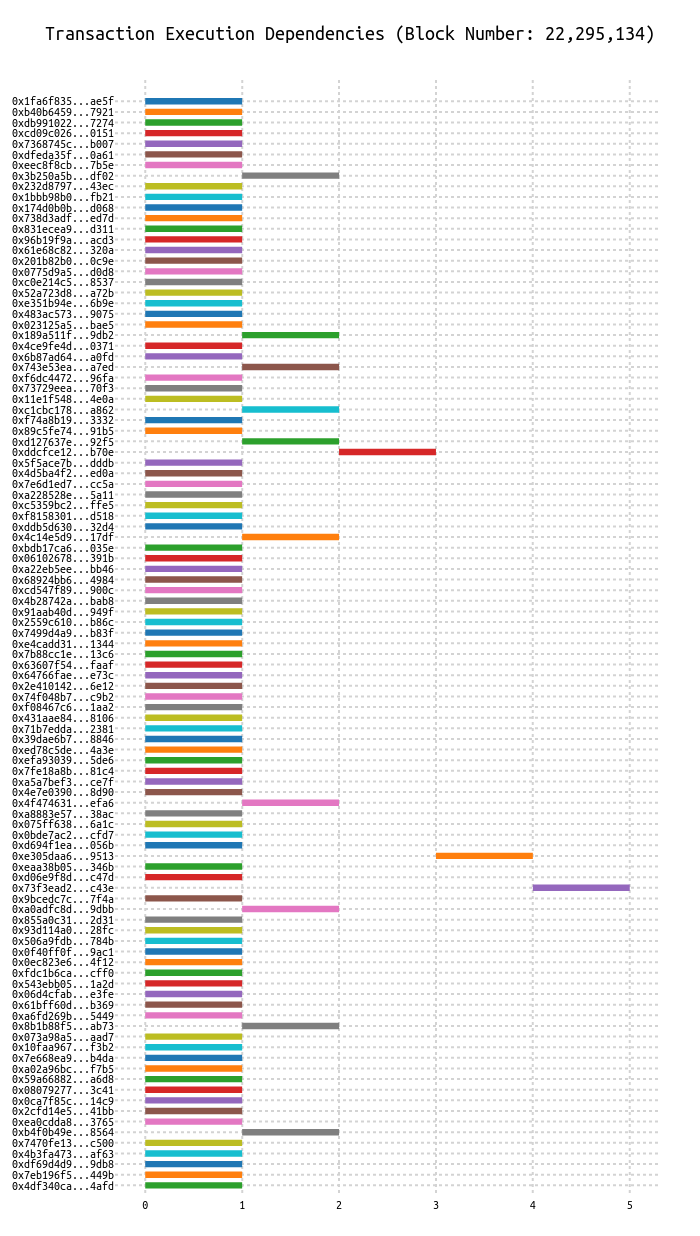 Transaction Execution Dependencies (Block Number: 22,295,134)
0x1fa6f835...ae5f
0xb40b6459...7921
0xdb991022...7274
0xcd09c026...0151
0x7368745c...b007
0xdfeda35f...0a61
0xeec8f8cb...7b5e
0x3b250a5b...df02
0x232d8797...43ec
0x1bbb98b0...fb21
0x174d0b0b...d068
0x738d3adf...ed7d
0x831ecea9...d311
0x96b19f9a...acd3
0x61e68c82...320a
0x201b82b0...0c9e
0x0775d9a5...d0d8
0xc0e214c5...8537
0x52a723d8...a72b
0xe351b94e...6b9e
0x483ac573...9075
0x023125a5...bae5
0x189a511f...9db2
0x4ce9fe4d...0371
0x6b87ad64...a0fd
0x743e53ea...a7ed
0xf6dc4472...96fa
0x73729eea...70f3
0x11e1f548...4e0a
0xc1cbc178...a862
0xf74a8b19...3332
0x89c5fe74...91b5
0xd127637e...92f5
0xddcfce12...b70e
0x5f5ace7b...dddb
0x4d5ba4f2...ed0a
0x7e6d1ed7...cc5a
0xa228528e...5a11
0xc5359bc2...ffe5
0xf8158301...d518
0xddb5d630...32d4
0x4c14e5d9...17df
0xbdb17ca6...035e
0x06102678...391b
0xa22eb5ee...bb46
0x68924bb6...4984
0xcd547f89...900c
0x4b28742a...bab8
0x91aab40d...949f
0x2559c610...b86c
0x7499d4a9...b83f
0xe4cadd31...1344
0x7b88cc1e...13c6
0x63607f54...faaf
0x64766fae...e73c
0x2e410142...6e12
0x74f048b7...c9b2
0xf08467c6...1aa2
0x431aae84...8106
0x71b7edda...2381
0x39dae6b7...8846
0xed78c5de...4a3e
0xefa93039...5de6
0x7fe18a8b...81c4
0xa5a7bef3...ce7f
0x4e7e0390...8d90
0x4f474631...efa6
0xa8883e57...38ac
0x075ff638...6a1c
0x0bde7ac2...cfd7
0xd694f1ea...056b
0xe305daa6...9513
0xeaa38b05...346b
0xd06e9f8d...c47d
0x73f3ead2...c43e
0x9bcedc7c...7f4a
0xa0adfc8d...9dbb
0x855a0c31...2d31
0x93d114a0...28fc
0x506a9fdb...784b
0x0f40ff0f...9ac1
0x0ec823e6...4f12
0xfdc1b6ca...cff0
0x543ebb05...1a2d
0x06d4cfab...e3fe
0x61bff60d...b369
0xa6fd269b...5449
0x8b1b88f5...ab73
0x073a98a5...aad7
0x10faa967...f3b2
0x7e668ea9...b4da
0xa02a96bc...f7b5
0x59a66882...a6d8
0x08079277...3c41
0x0ca7f85c...14c9
0x2cfd14e5...41bb
0xea0cdda8...3765
0xb4f0b49e...8564
0x7470fe13...c500
0x4b3fa473...af63
0xdf69d4d9...9db8
0x7eb196f5...449b
0x4df340ca...4afd
0 1 2 3 4 5